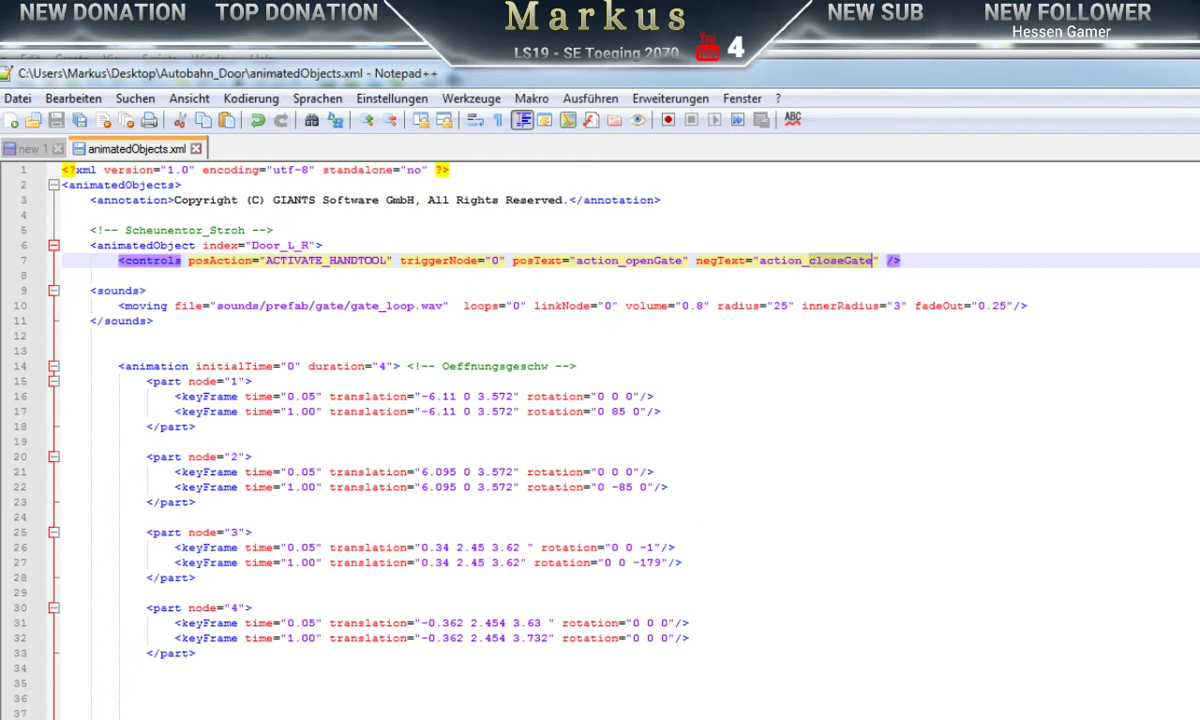 NEW DONATION TOP DONATION Markus NEW SUB NEW FOLLOWER
LS19 - SE Toeging 2070 You Tube 4 Hessen Gamer
C:\Users\Markus\Desktop\Autobahn_Door\animatedObjects.xml - Notepad++
Datei Bearbeiten Suchen Ansicht Kodierung Sprachen Einstellungen Werkzeuge Makro Ausführen Erweiterungen Fenster ?
ABC
new 1 animatedObjects.xml
1 <?xml version="1.0" encoding="utf-8" standalone="no" ?>
2 <animatedObjects>
3 <annotation>Copyright (C) GIANTS Software GmbH, All Rights Reserved.</annotation>
4
5 <!-- Scheunentor_Stroh -->
6 <animatedObject index="Door_L_R">
7 <controls posAction="ACTIVATE_HANDTOOL" triggerNode="0" posText="action_openGate" negText="action_closeGate" />
8
9 <sounds>
10 <moving file="sounds/prefab/gate/gate_loop.wav" loops="0" linkNode="0" volume="0.8" radius="25" innerRadius="3" fadeOut="0.25"/>
11 </sounds>
12
13
14 <animation initialTime="0" duration="4"> <!-- Oeffnungsgeschw -->
15 <part node="1">
16 <keyFrame time="0.05" translation="-6.11 0 3.572" rotation="0 0 0"/>
17 <keyFrame time="1.00" translation="-6.11 0 3.572" rotation="0 85 0"/>
18 </part>
19
20 <part node="2">
21 <keyFrame time="0.05" translation="6.095 0 3.572" rotation="0 0 0"/>
22 <keyFrame time="1.00" translation="6.095 0 3.572" rotation="0 -85 0"/>
23 </part>
24
25 <part node="3">
26 <keyFrame time="0.05" translation="0.34 2.45 3.62 " rotation="0 0 -1"/>
27 <keyFrame time="1.00" translation="0.34 2.45 3.62" rotation="0 0 -179"/>
28 </part>
29
30 <part node="4">
31 <keyFrame time="0.05" translation="-0.362 2.454 3.63 " rotation="0 0 0"/>
32 <keyFrame time="1.00" translation="-0.362 2.454 3.732" rotation="0 0 0"/>
33 </part>
34
35
36
37